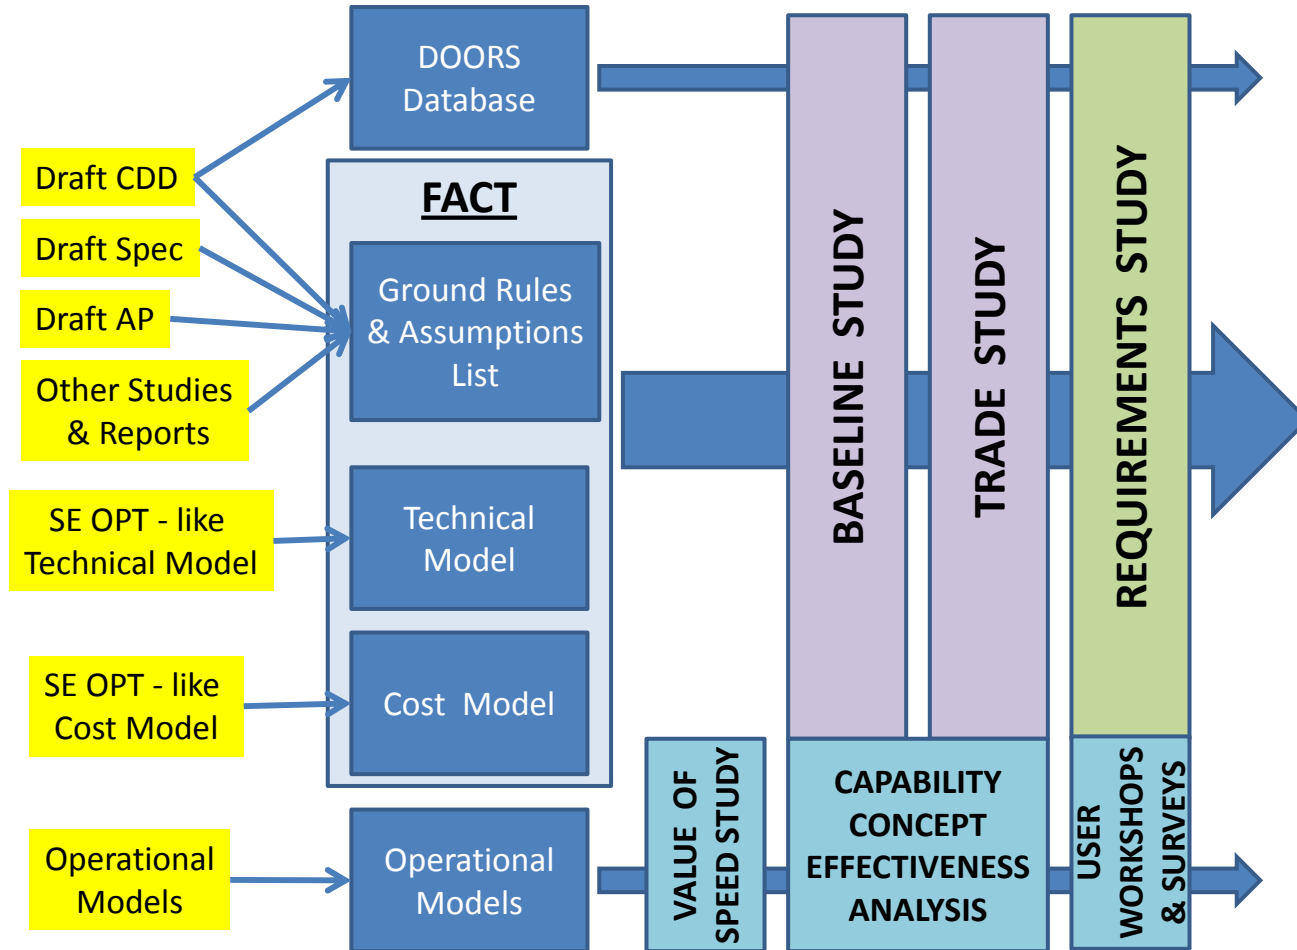 DOORS
Database
Draft CDD
Draft Spec
Draft AP
Other Studies
& Reports
SE OPT - like
Technical Model
SE OPT - like
Cost Model
Operational
Models
FACT
Ground Rules
& Assumptions
List
Technical
Model
Cost Model
Operational
Models
VALUE OF
SPEED STUDY
BASELINE STUDY
TRADE STUDY
CAPABILITY
CONCEPT
EFFECTIVENESS
ANALYSIS
REQUIREMENTS STUDY
USER
WORKSHOPS
& SURVEYS